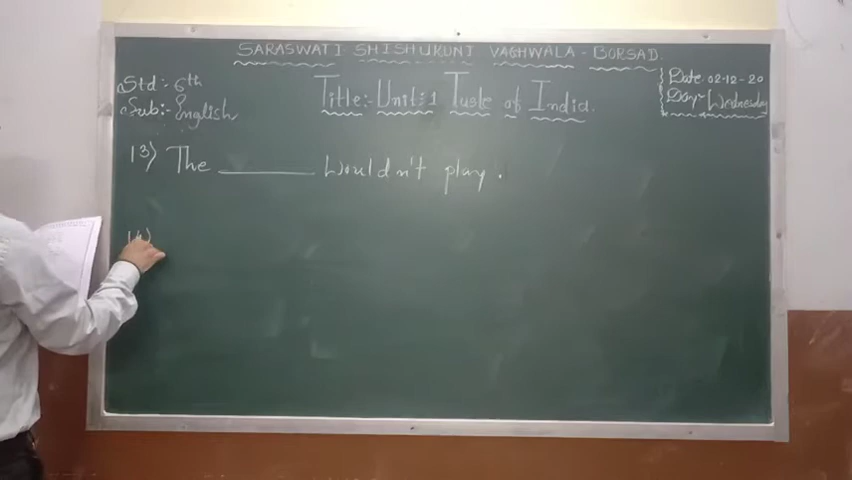 SARASWATI SHISHUKUNJ VAGHWALA - BORSAD.
Std:- 6th
Sub:- English
Title:- Unit:1 Taste of India.
Date: 02-12-20
Day:- Wednesday
13) The ______ Wouldn't play.
14)